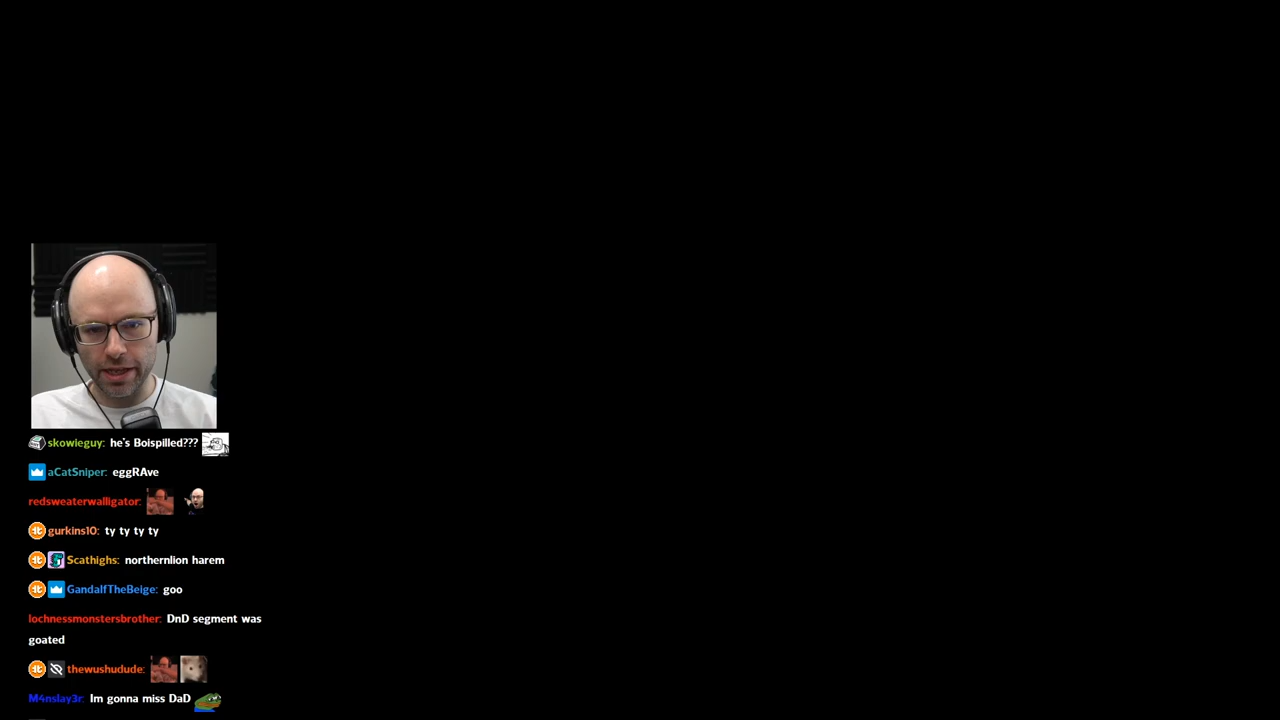 skowieguy: he's Boispilled???
aCatSniper: eggRAve
redsweaterwalligator:
gurkins10: ty ty ty ty
Scathighs: northernlion harem
GandalfTheBeige: goo
lochnessmonstersbrother: DnD segment was
goated
thewushudude:
M4nslay3r: Im gonna miss DaD